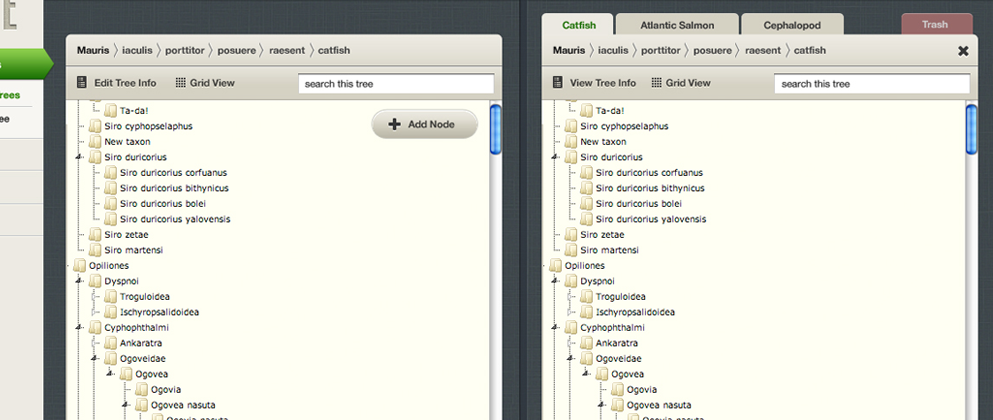 E
s
rees
ee
Mauris iaculis porttitor posuere raesent catfish
Edit Tree Info Grid View search this tree
Add Node
Ta-da!
Siro cyphopselaphus
New taxon
Siro duricorius
Siro duricorius corfuanus
Siro duricorius bithynicus
Siro duricorius bolei
Siro duricorius yalovensis
Siro zetae
Siro martensi
Opiliones
Dyspnoi
Troguloidea
Ischyropsalidoidea
Cyphophthalmi
Ankaratra
Ogoveidae
Ogovea
Ogovia
Ogovea nasuta
Ogovia nasuta
Catfish Atlantic Salmon Cephalopod Trash
Mauris iaculis porttitor posuere raesent catfish
View Tree Info Grid View search this tree
Ta-da!
Siro cyphopselaphus
New taxon
Siro duricorius
Siro duricorius corfuanus
Siro duricorius bithynicus
Siro duricorius bolei
Siro duricorius yalovensis
Siro zetae
Siro martensi
Opiliones
Dyspnoi
Troguloidea
Ischyropsalidoidea
Cyphophthalmi
Ankaratra
Ogoveidae
Ogovea
Ogovia
Ogovea nasuta
Ogovia nasuta